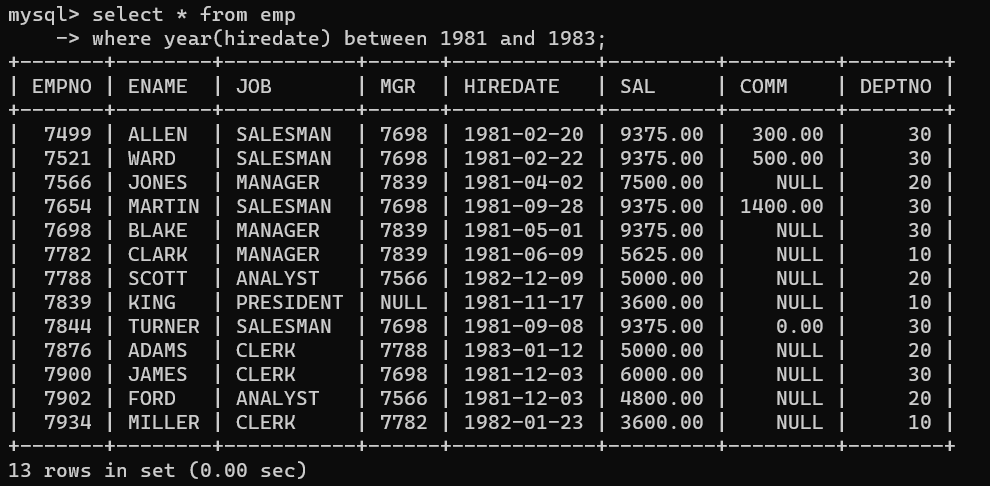 mysql> select * from emp
    -> where year(hiredate) between 1981 and 1983;
+-------+--------+-----------+------+------------+---------+---------+--------+
| EMPNO | ENAME  | JOB       | MGR  | HIREDATE   | SAL     | COMM    | DEPTNO |
+-------+--------+-----------+------+------------+---------+---------+--------+
|  7499 | ALLEN  | SALESMAN  | 7698 | 1981-02-20 | 9375.00 |  300.00 |     30 |
|  7521 | WARD   | SALESMAN  | 7698 | 1981-02-22 | 9375.00 |  500.00 |     30 |
|  7566 | JONES  | MANAGER   | 7839 | 1981-04-02 | 7500.00 |    NULL |     20 |
|  7654 | MARTIN | SALESMAN  | 7698 | 1981-09-28 | 9375.00 | 1400.00 |     30 |
|  7698 | BLAKE  | MANAGER   | 7839 | 1981-05-01 | 9375.00 |    NULL |     30 |
|  7782 | CLARK  | MANAGER   | 7839 | 1981-06-09 | 5625.00 |    NULL |     10 |
|  7788 | SCOTT  | ANALYST   | 7566 | 1982-12-09 | 5000.00 |    NULL |     20 |
|  7839 | KING   | PRESIDENT | NULL | 1981-11-17 | 3600.00 |    NULL |     10 |
|  7844 | TURNER | SALESMAN  | 7698 | 1981-09-08 | 9375.00 |    0.00 |     30 |
|  7876 | ADAMS  | CLERK     | 7788 | 1983-01-12 | 5000.00 |    NULL |     20 |
|  7900 | JAMES  | CLERK     | 7698 | 1981-12-03 | 6000.00 |    NULL |     30 |
|  7902 | FORD   | ANALYST   | 7566 | 1981-12-03 | 4800.00 |    NULL |     20 |
|  7934 | MILLER | CLERK     | 7782 | 1982-01-23 | 3600.00 |    NULL |     10 |
+-------+--------+-----------+------+------------+---------+---------+--------+
13 rows in set (0.00 sec)